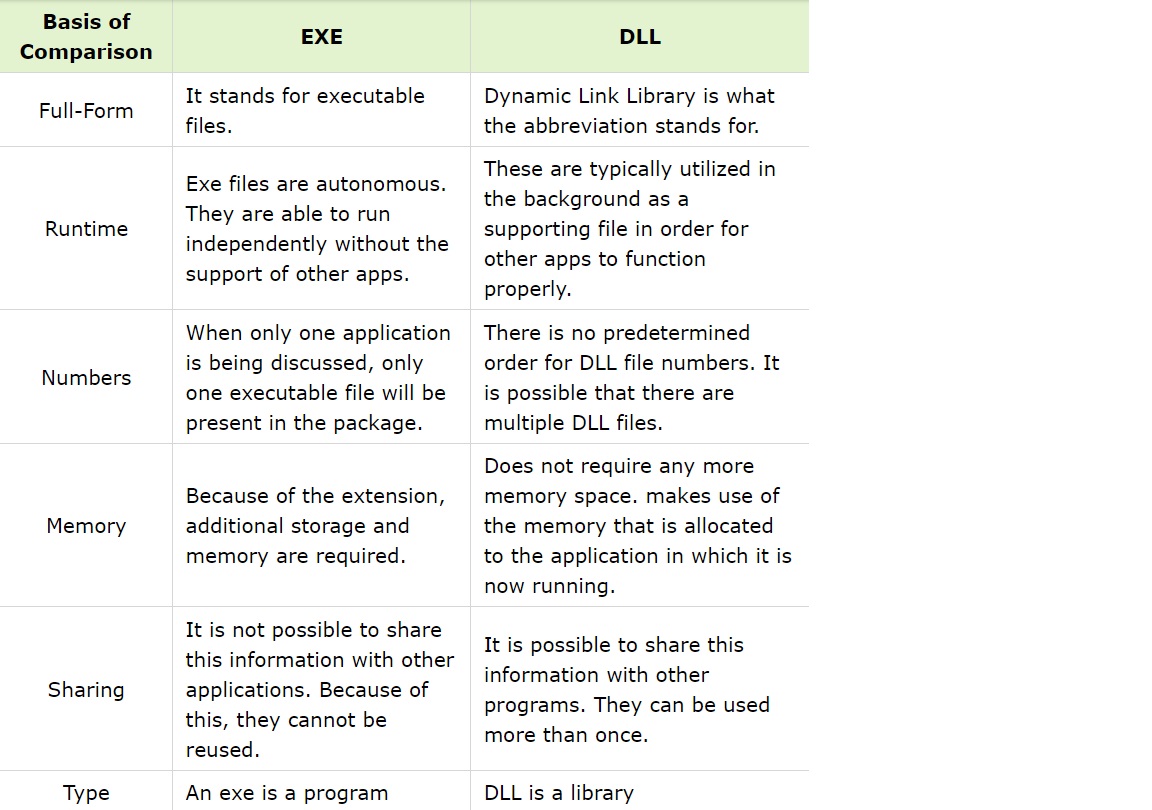 Basis of
Comparison
EXE
DLL
Full-Form
It stands for executable
files.
Dynamic Link Library is what
the abbreviation stands for.
Runtime
Exe files are autonomous.
They are able to run
independently without the
support of other apps.
These are typically utilized in
the background as a
supporting file in order for
other apps to function
properly.
Numbers
When only one application
is being discussed, only
one executable file will be
present in the package.
There is no predetermined
order for DLL file numbers. It
is possible that there are
multiple DLL files.
Memory
Because of the extension,
additional storage and
memory are required.
Does not require any more
memory space. makes use of
the memory that is allocated
to the application in which it is
now running.
Sharing
It is not possible to share
this information with other
applications. Because of
this, they cannot be
reused.
It is possible to share this
information with other
programs. They can be used
more than once.
Type
An exe is a program
DLL is a library